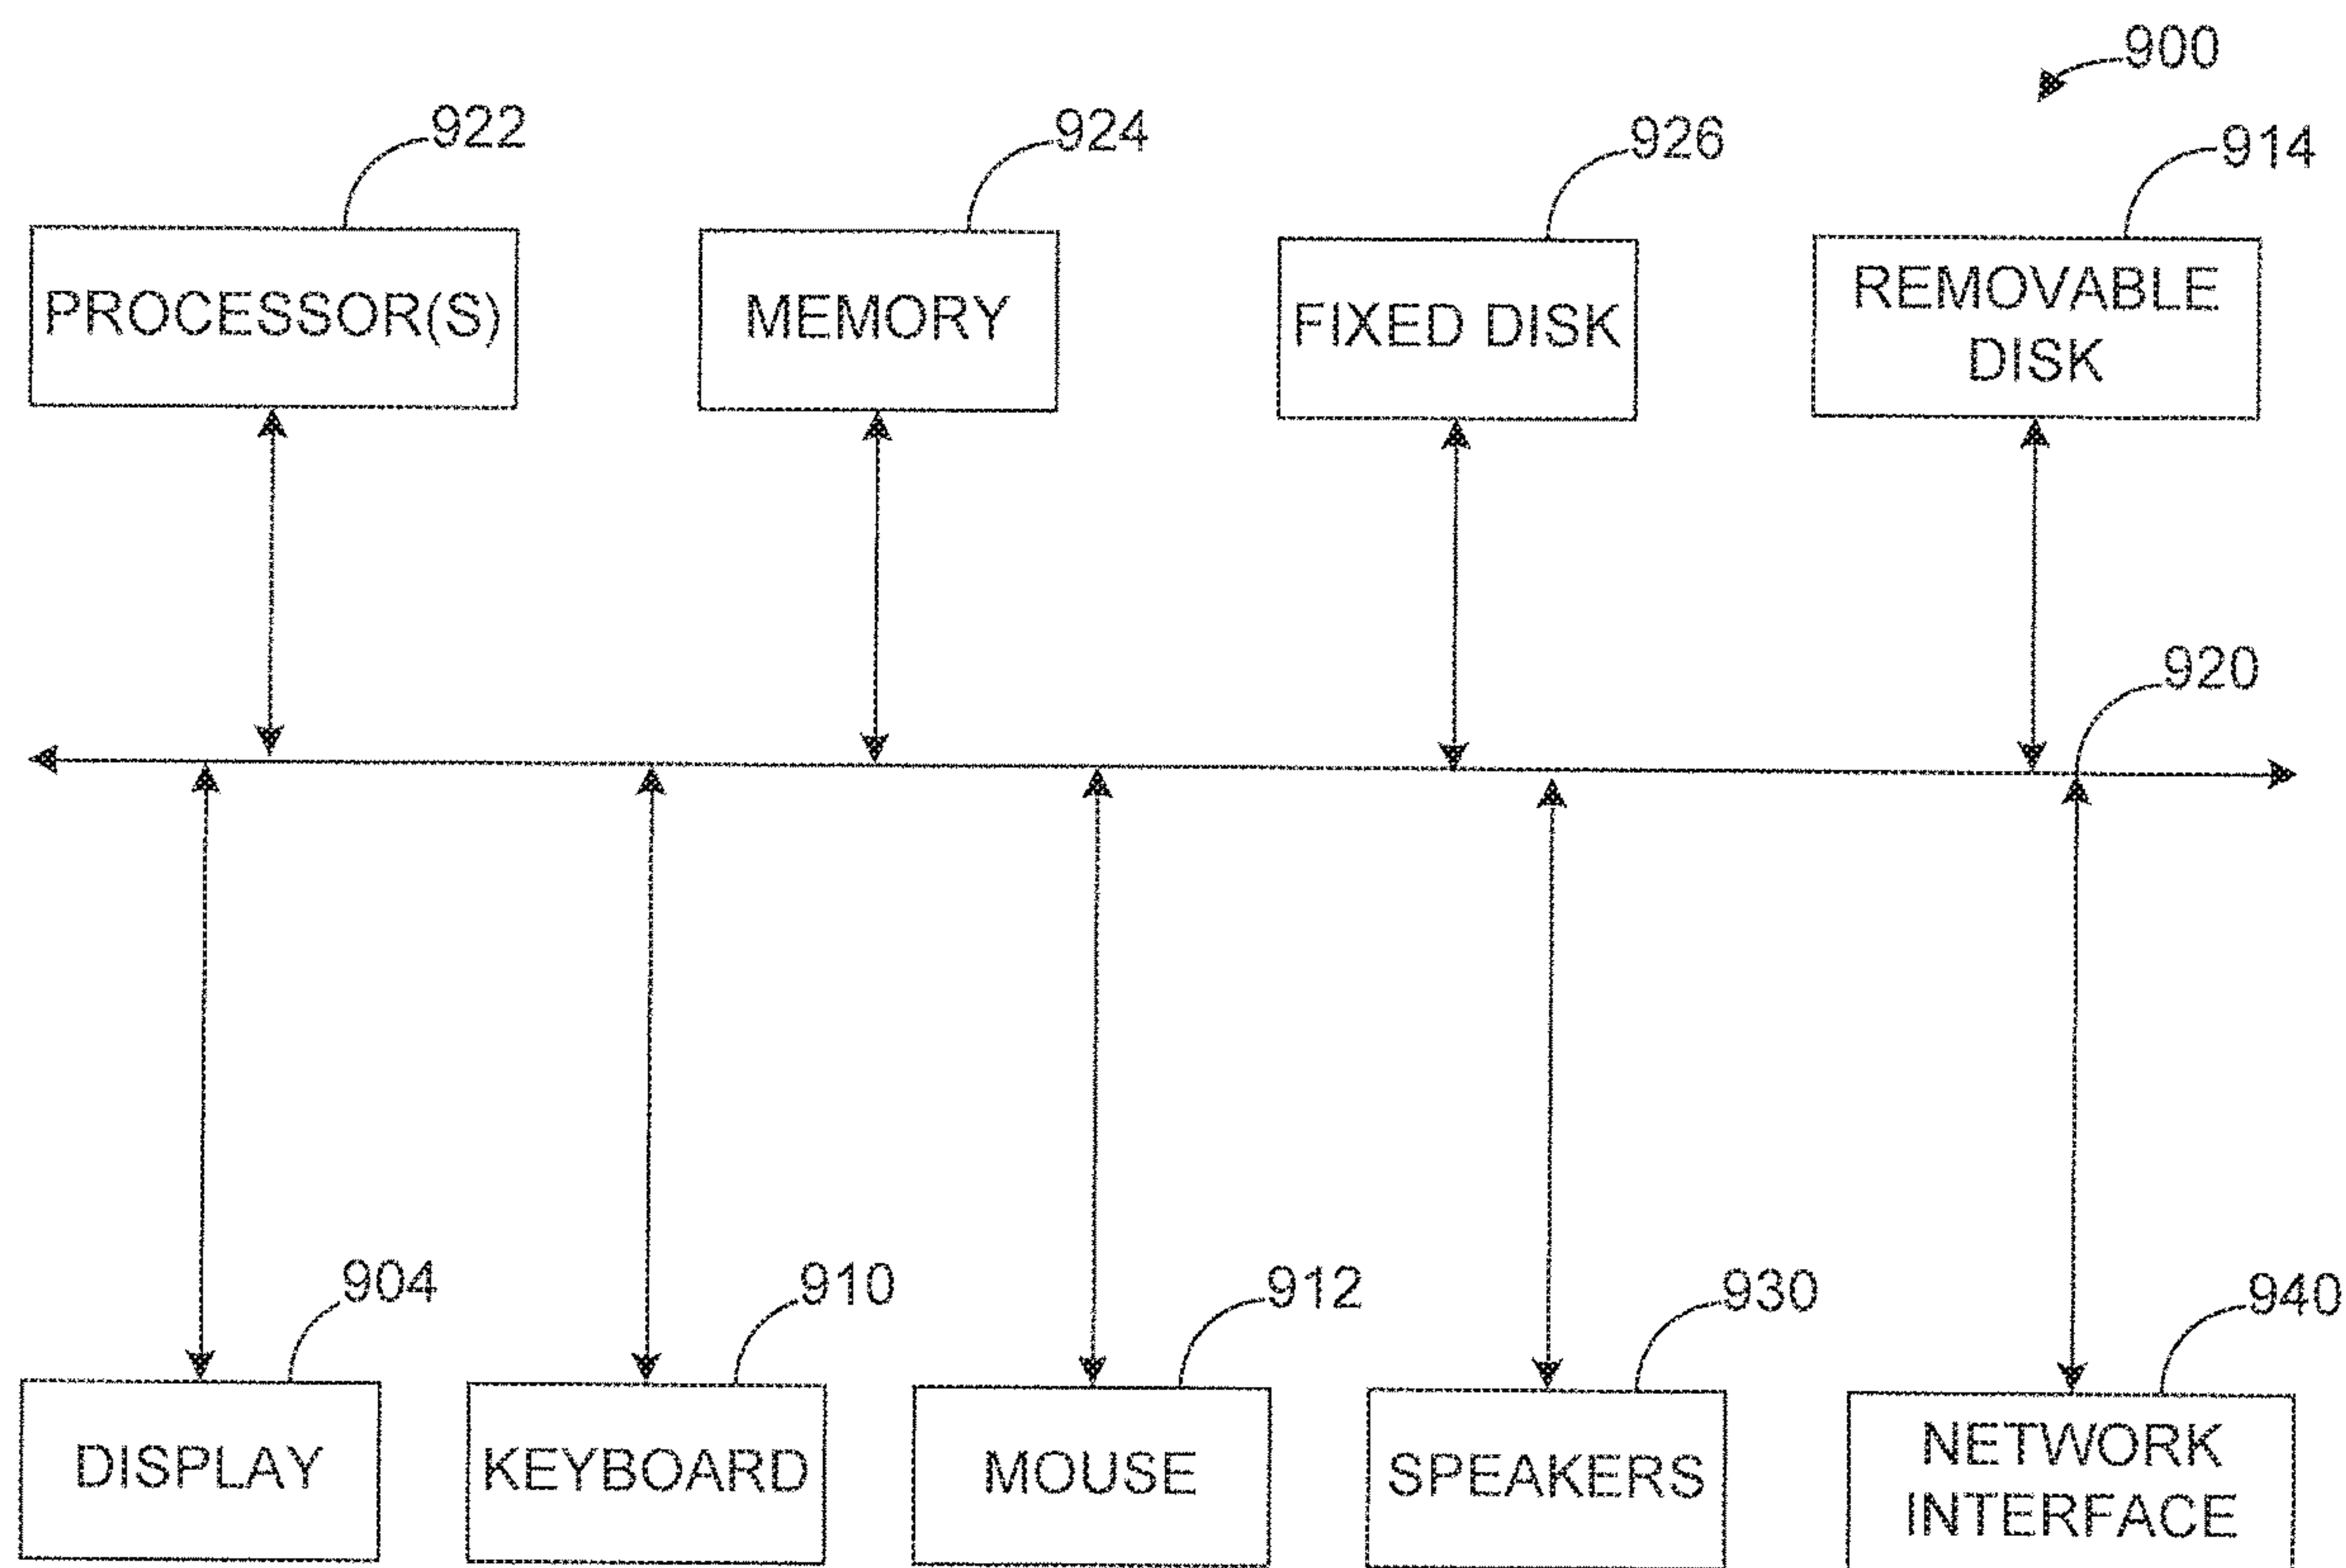 900
922
924
926
914
PROCESSOR(S)
MEMORY
FIXED DISK
REMOVABLE
DISK
920
904
910
912
930
940
DISPLAY
KEYBOARD
MOUSE
SPEAKERS
NETWORK
INTERFACE